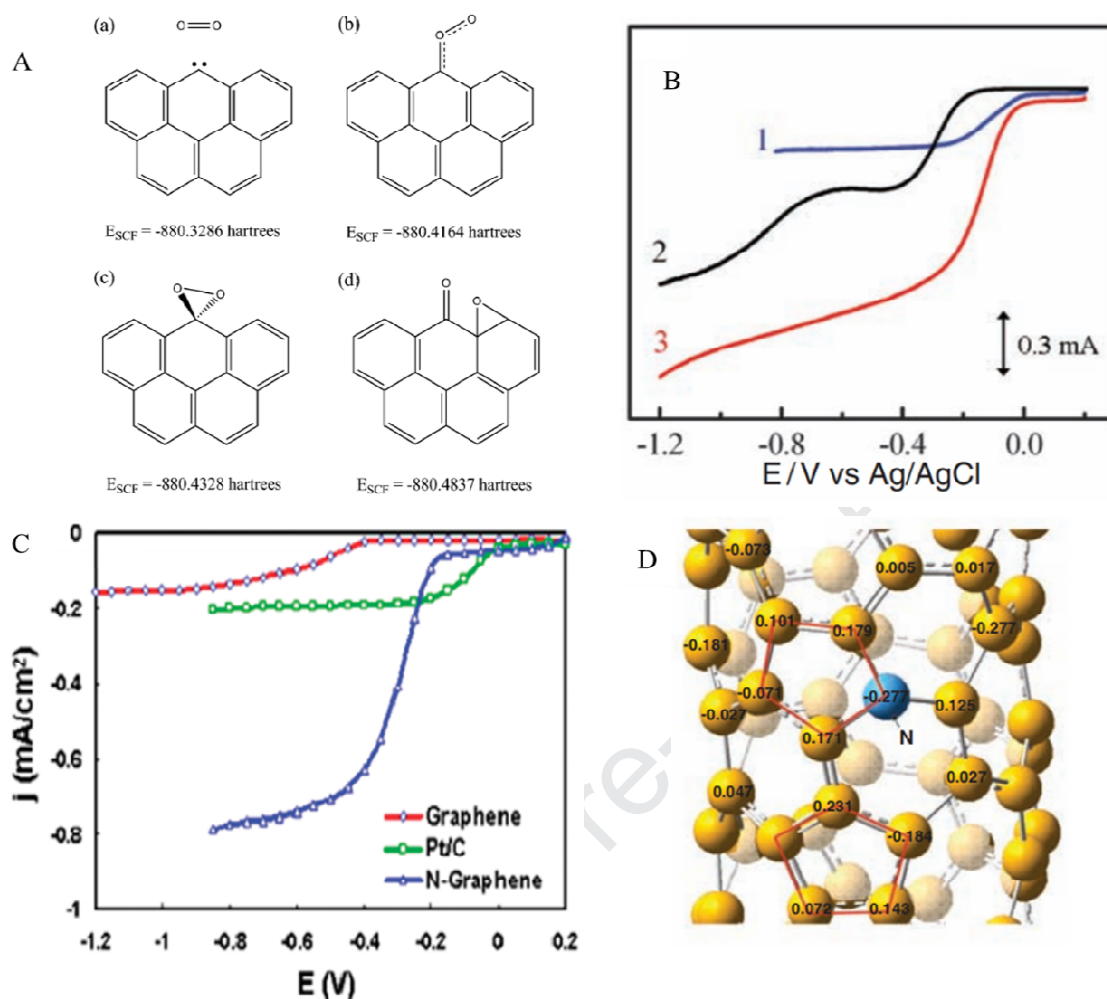 A
(a)
O=O
(b)
O
O
E_SCF = -880.3286 hartrees
E_SCF = -880.4164 hartrees
(c)
O
O
(d)
O
O
E_SCF = -880.4328 hartrees
E_SCF = -880.4837 hartrees
B
1
2
3
0.3 mA
-1.2 -0.8 -0.4 0.0
E / V vs Ag/AgCl
C
0
-0.2
-0.4
-0.6
-0.8
-1
j (mA/cm²)
Graphene
Pt/C
N-Graphene
-1.2 -1 -0.8 -0.6 -0.4 -0.2 0 0.2
E (V)
D
-0.073
0.005
0.017
0.101
0.179
-0.277
-0.181
-0.071
-0.277
0.125
-0.027
0.171
N
0.027
0.047
0.231
-0.184
0.072
0.143
re-